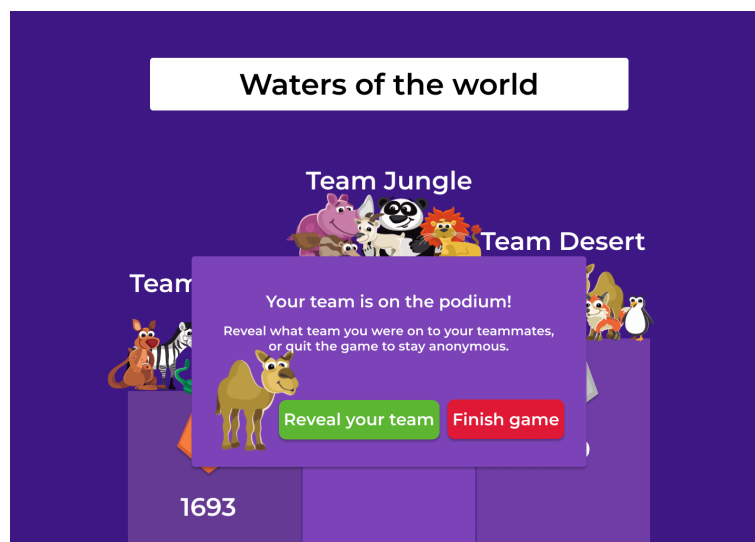 Waters of the world
Team Jungle
Team Desert
Team
Your team is on the podium!
Reveal what team you were on to your teammates,
or quit the game to stay anonymous.
Reveal your team
Finish game
1693